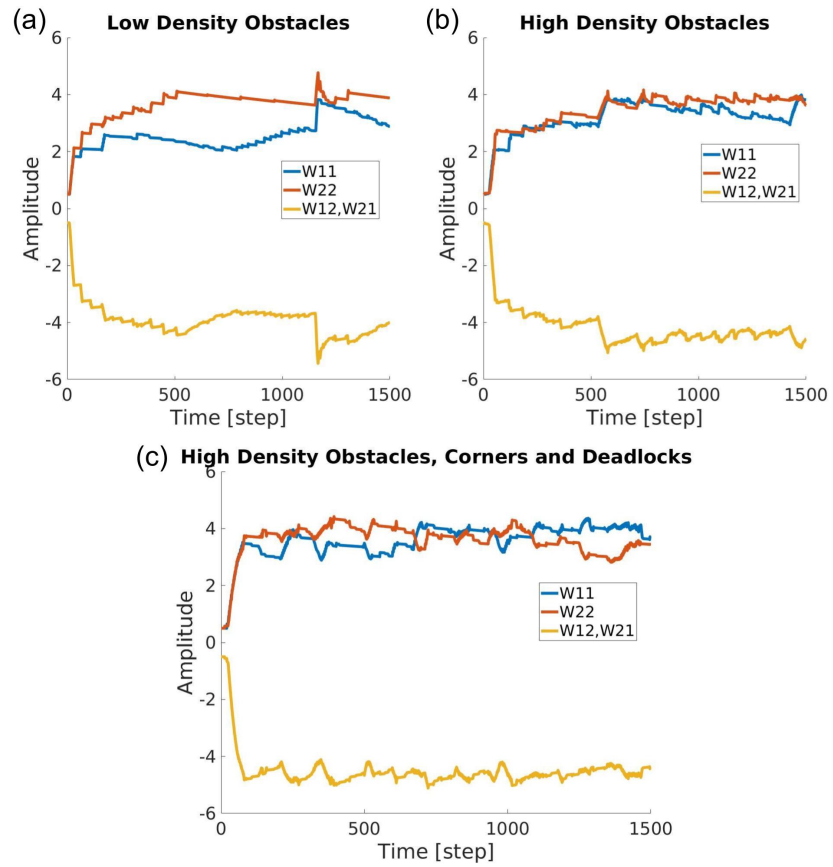 (a)
Low Density Obstacles
6
4
2
0
-2
-4
-6
Amplitude
W11
W22
W12,W21
0
500
1000
1500
Time [step]
(b)
High Density Obstacles
6
4
2
0
-2
-4
-6
Amplitude
W11
W22
W12,W21
0
500
1000
1500
Time [step]
(c)
High Density Obstacles, Corners and Deadlocks
6
4
2
0
-2
-4
-6
Amplitude
W11
W22
W12,W21
0
500
1000
1500
Time [step]